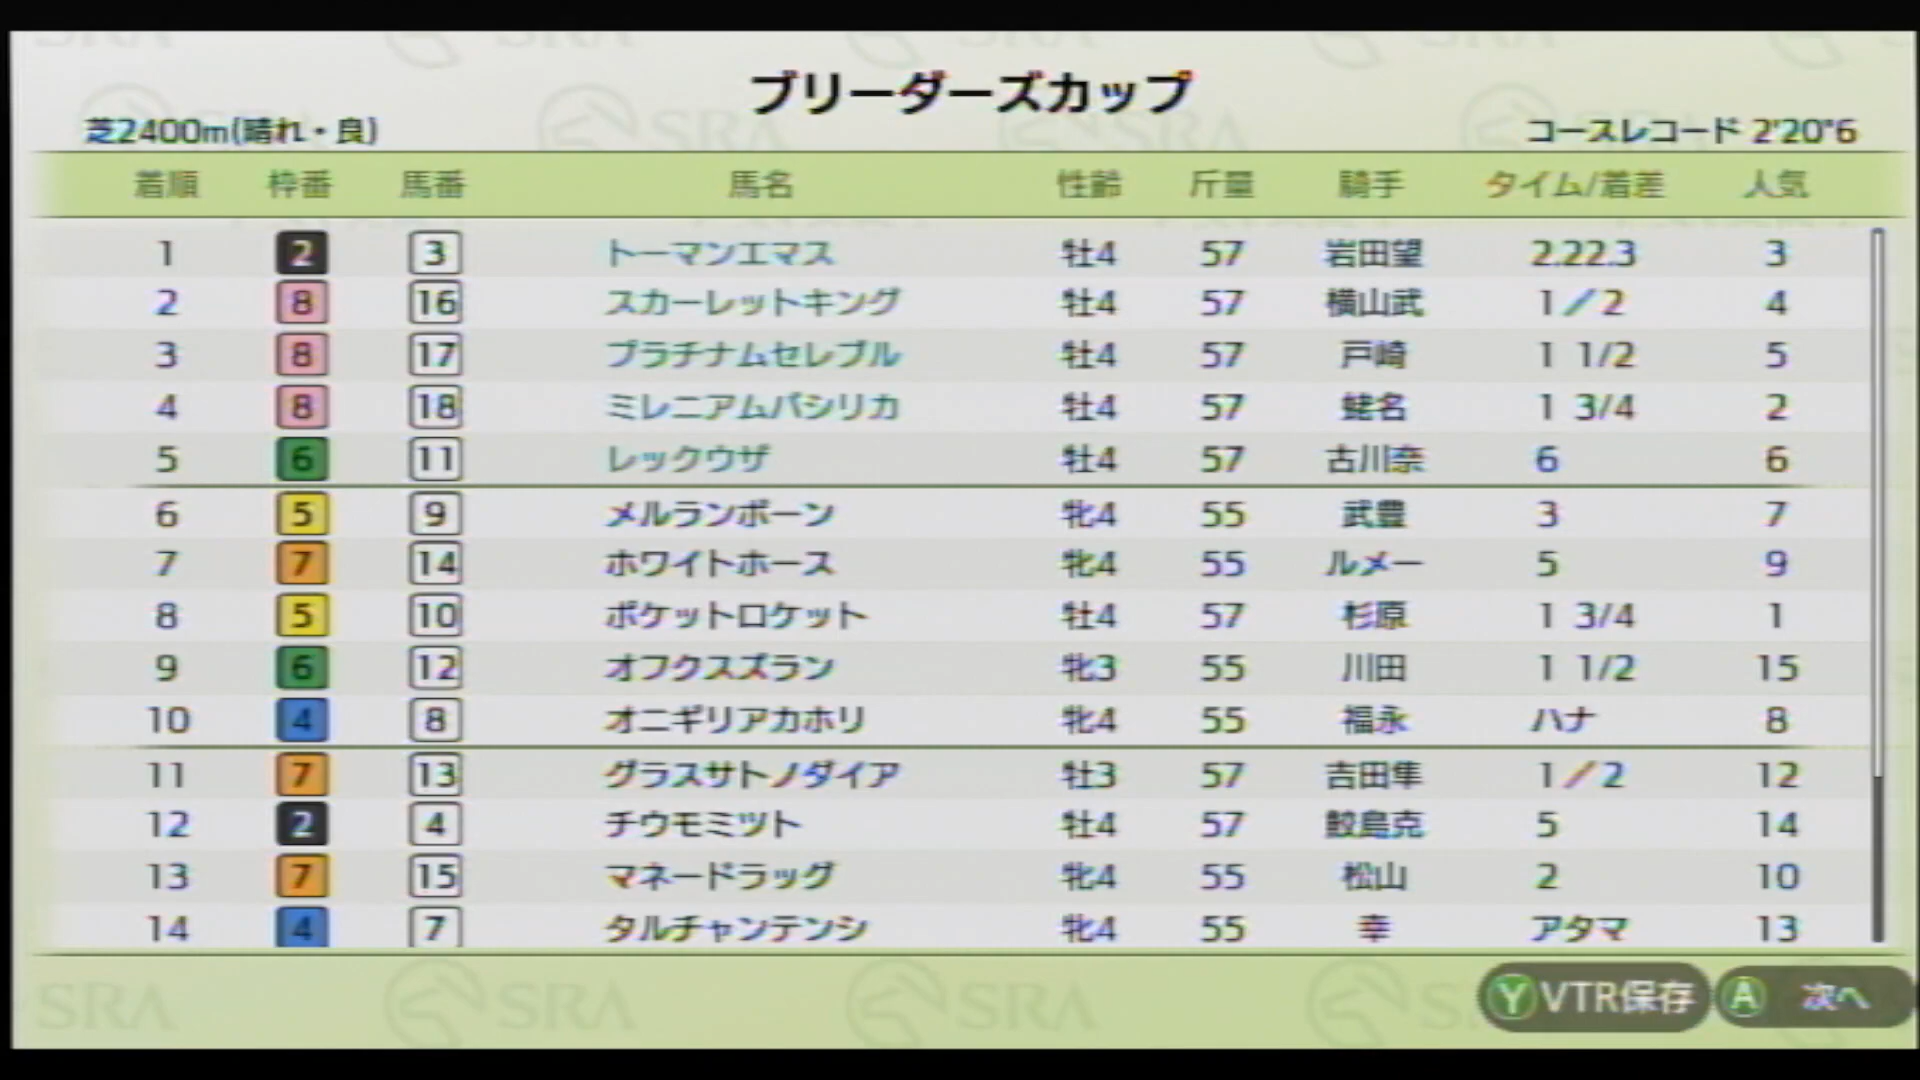 ブリーダーズカップ
芝2400m(晴れ・良) コースレコード 2'20"6
着順 枠番 馬番 馬名 性齢 斤量 騎手 タイム/着差 人気
1 2 3 トーマンエマス 牡4 57 岩田望 2.22.3 3
2 8 16 スカーレットキング 牡4 57 横山武 1/2 4
3 8 17 プラチナムセレブル 牡4 57 戸崎 1 1/2 5
4 8 18 ミレニアムバシリカ 牡4 57 蛯名 1 3/4 2
5 6 11 レックウザ 牡4 57 古川奈 6 6
6 5 9 メルランボーン 牝4 55 武豊 3 7
7 7 14 ホワイトホース 牝4 55 ルメー 5 9
8 5 10 ポケットロケット 牡4 57 杉原 1 3/4 1
9 6 12 オフクスズラン 牝3 55 川田 1 1/2 15
10 4 8 オニギリアカホリ 牝4 55 福永 ハナ 8
11 7 13 グラスサトノダイア 牡3 57 吉田隼 1/2 12
12 2 4 チウモミツト 牡4 57 鮫島克 5 14
13 7 15 マネードラッグ 牝4 55 松山 2 10
14 4 7 タルチャンテンシ 牝4 55 幸 アタマ 13
SRA SRA SRA
Y VTR保存 A 次へ